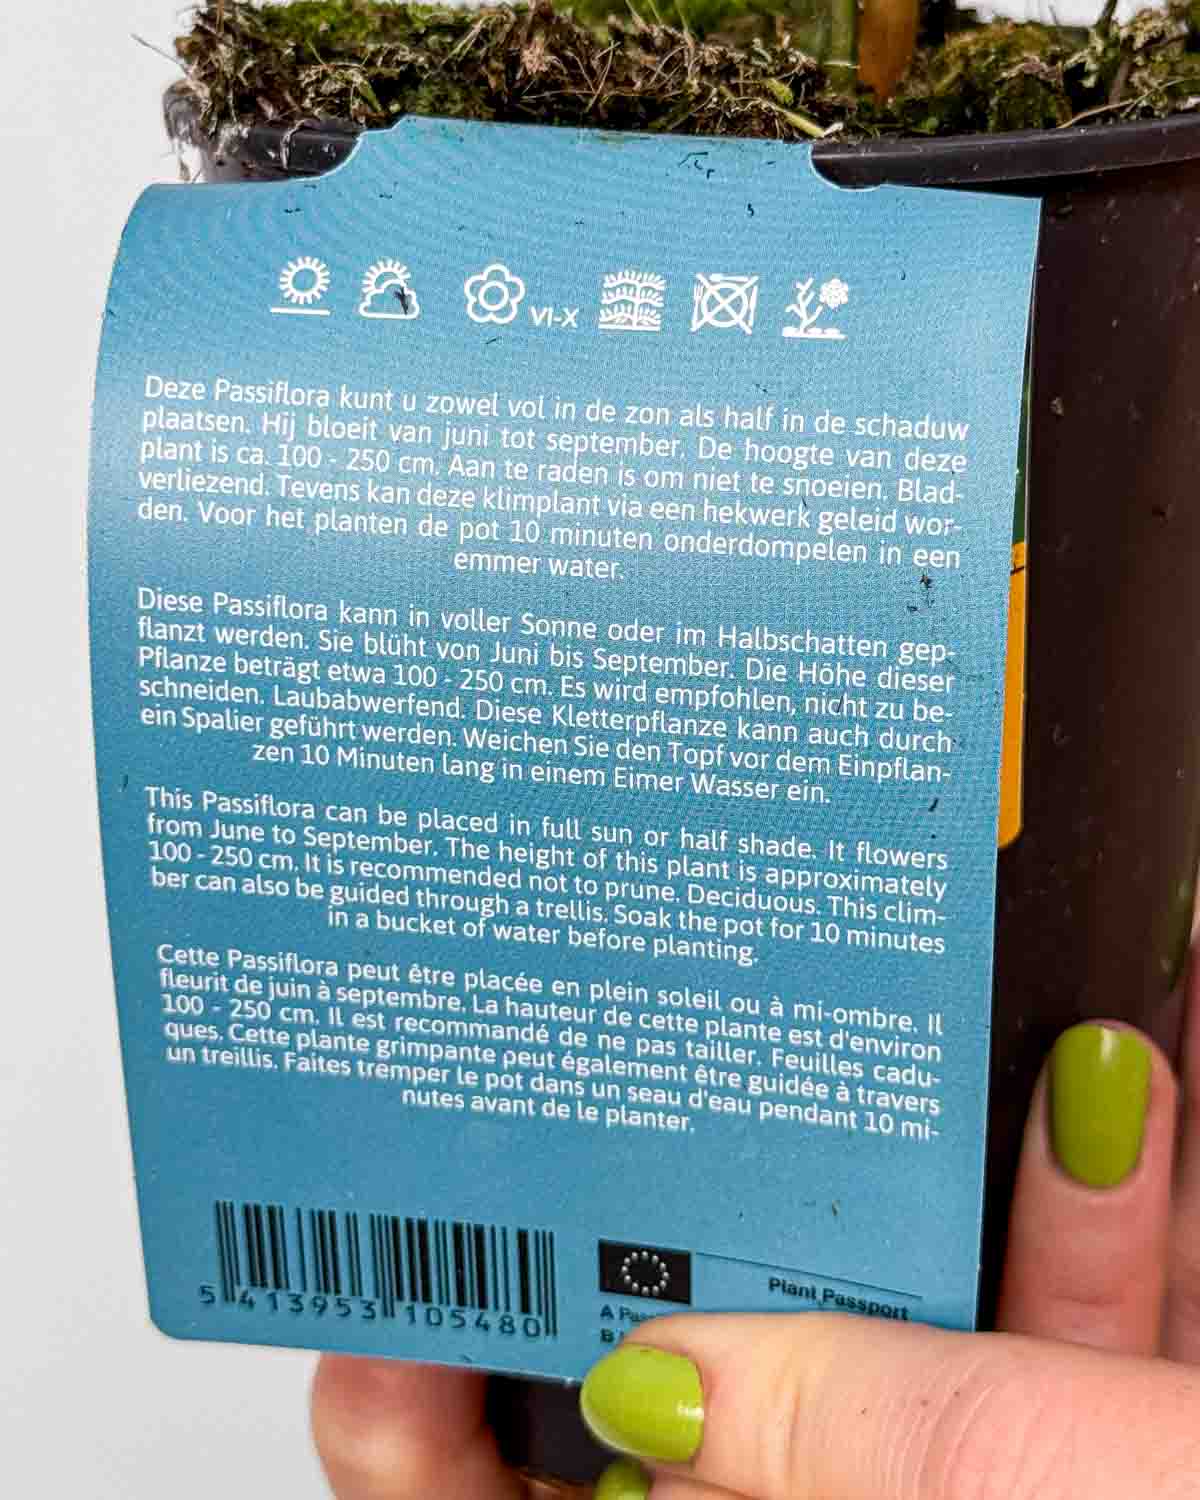 VI-X
Deze Passiflora kunt u zowel vol in de zon als half in de schaduw
plaatsen. Hij bloeit van juni tot september. De hoogte van deze
plant is ca. 100 - 250 cm. Aan te raden is om niet te snoeien. Blad-
verliezend. Tevens kan deze klimplant via een hekwerk geleid wor-
den. Voor het planten de pot 10 minuten onderdompelen in een
emmer water.
Diese Passiflora kann in voller Sonne oder im Halbschatten gep-
flanzt werden. Sie blüht von Juni bis September. Die Höhe dieser
Pflanze beträgt etwa 100 - 250 cm. Es wird empfohlen, nicht zu be-
schneiden. Laubabwerfend. Diese Kletterpflanze kann auch durch
ein Spalier geführt werden. Weichen Sie den Topf vor dem Einpflan-
zen 10 Minuten lang in einem Eimer Wasser ein.
This Passiflora can be placed in full sun or half shade. It flowers
from June to September. The height of this plant is approximately
100 - 250 cm. It is recommended not to prune. Deciduous. This clim-
ber can also be guided through a trellis. Soak the pot for 10 minutes
in a bucket of water before planting.
Cette Passiflora peut être placée en plein soleil ou à mi-ombre. Il
fleurit de juin à septembre. La hauteur de cette plante est d'environ
100 - 250 cm. Il est recommandé de ne pas tailler. Feuilles cadu-
ques. Cette plante grimpante peut également être guidée à travers
un treillis. Faites tremper le pot dans un seau d'eau pendant 10 mi-
nutes avant de le planter.
5 413953 105480
Plant Passport
A
B